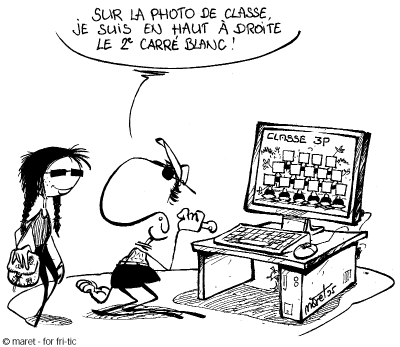 SUR LA PHOTO DE CLASSE,
JE SUIS EN HAUT À DROITE
LE 2e CARRÉ BLANC !
CLASSE 3P
maret
© maret - for fri-tic